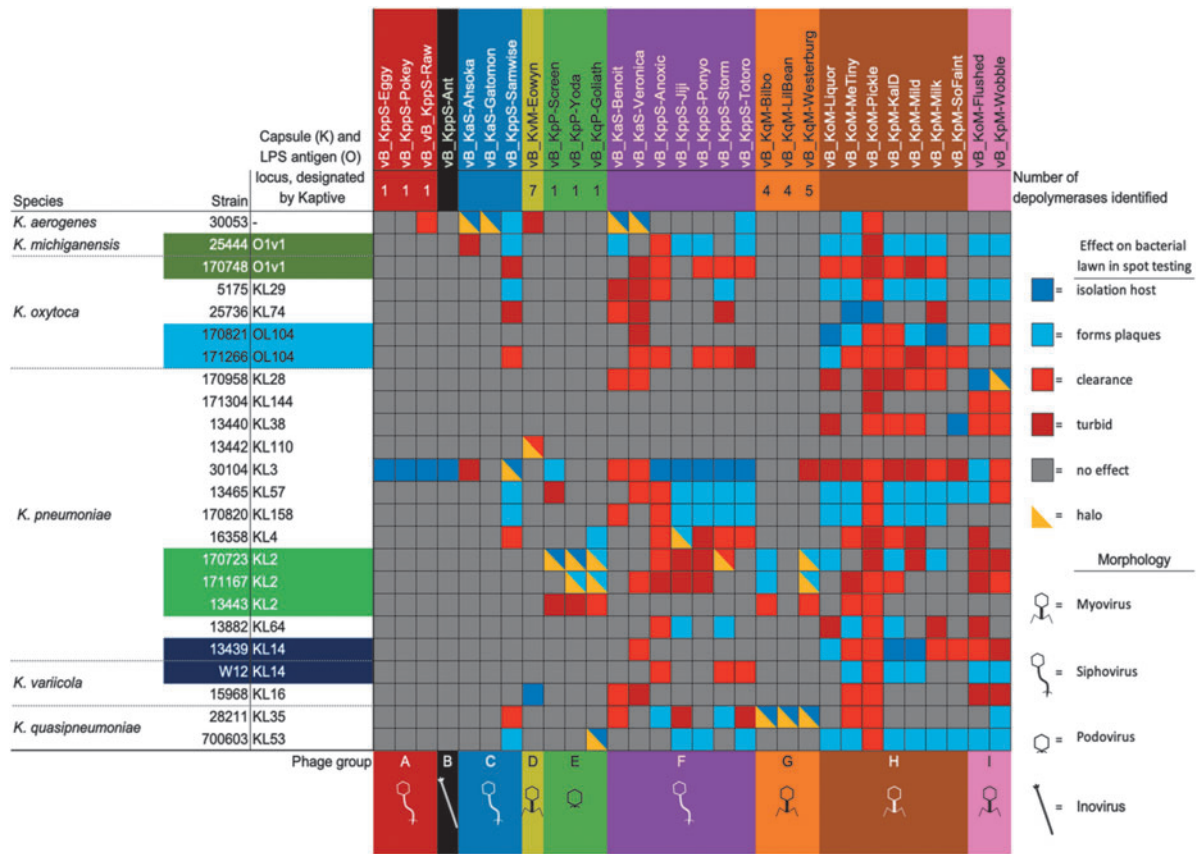 vB_KppS-Eggy
vB_KppS-Pokey
vB_vB_KppS-Raw
vB_KppS-Ant
vB_KaS-Ahsoka
vB_KaS-Gatomon
vB_KppS-Samwise
vB_KvM-Eowyn
vB_KpP-Screen
vB_KpP-Yoda
vB_KqP-Goliath
vB_KaS-Benoit
vB_KaS-Veronica
vB_KppS-Anoxic
vB_KppS-Jiji
vB_KppS-Ponyo
vB_KppS-Storm
vB_KppS-Totoro
vB_KqM-Bilbo
vB_KqM-LilBean
vB_KqM-Westerburg
vB_KoM-Liquor
vB_KoM-MeTiny
vB_KoM-Pickle
vB_KpM-KalD
vB_KpM-Mild
vB_KpM-Milk
vB_KpM-SoFaint
vB_KoM-Flushed
vB_KpM-Wobble
Capsule (K) and
LPS antigen (O)
locus, designated
by Kaptive
Species Strain
1 1 1 7 1 1 1 4 4 5
Number of
depolymerases identified
K. aerogenes 30053 -
K. michiganensis 25444 O1v1
170748 O1v1
5175 KL29
K. oxytoca 25736 KL74
170821 OL104
171266 OL104
170958 KL28
171304 KL144
13440 KL38
13442 KL110
30104 KL3
13465 KL57
K. pneumoniae 170820 KL158
16358 KL4
170723 KL2
171167 KL2
13443 KL2
13882 KL64
13439 KL14
K. variicola W12 KL14
15968 KL16
K. quasipneumoniae 28211 KL35
700603 KL53
Phage group A B C D E F G H I
Effect on bacterial
lawn in spot testing
= isolation host
= forms plaques
= clearance
= turbid
= no effect
= halo
Morphology
Myovirus
Siphovirus
Podovirus
Inovirus